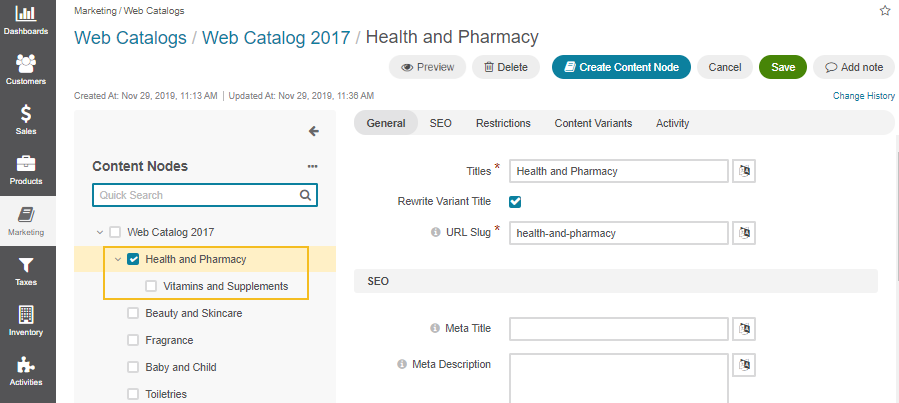 Dashboards
Customers
Sales
Products
Marketing
Taxes
Inventory
Activities
Marketing / Web Catalogs
Web Catalogs / Web Catalog 2017 / Health and Pharmacy
Preview
Delete
Create Content Node
Cancel
Save
Add note
Created At: Nov 29, 2019, 11:13 AM | Updated At: Nov 29, 2019, 11:36 AM
Change History
Content Nodes
Quick Search
Web Catalog 2017
Health and Pharmacy
Vitamins and Supplements
Beauty and Skincare
Fragrance
Baby and Child
Toiletries
General SEO Restrictions Content Variants Activity
Titles * Health and Pharmacy
Rewrite Variant Title
URL Slug * health-and-pharmacy
SEO
Meta Title
Meta Description